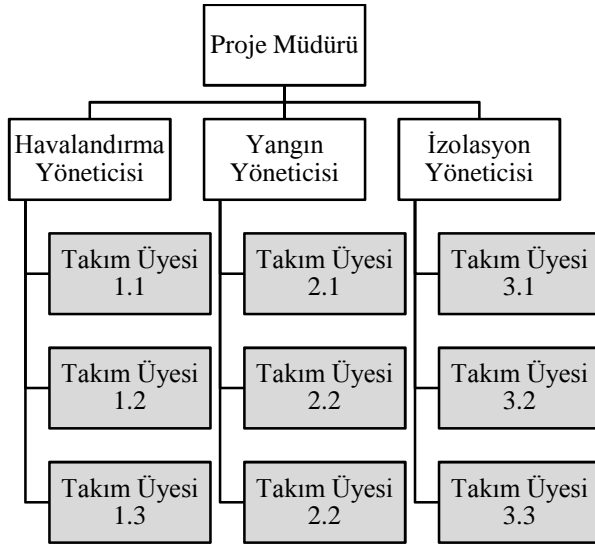 Proje Müdürü
Havalandırma
Yöneticisi
Yangın
Yöneticisi
İzolasyon
Yöneticisi
Takım Üyesi
1.1
Takım Üyesi
2.1
Takım Üyesi
3.1
Takım Üyesi
1.2
Takım Üyesi
2.2
Takım Üyesi
3.2
Takım Üyesi
1.3
Takım Üyesi
2.2
Takım Üyesi
3.3